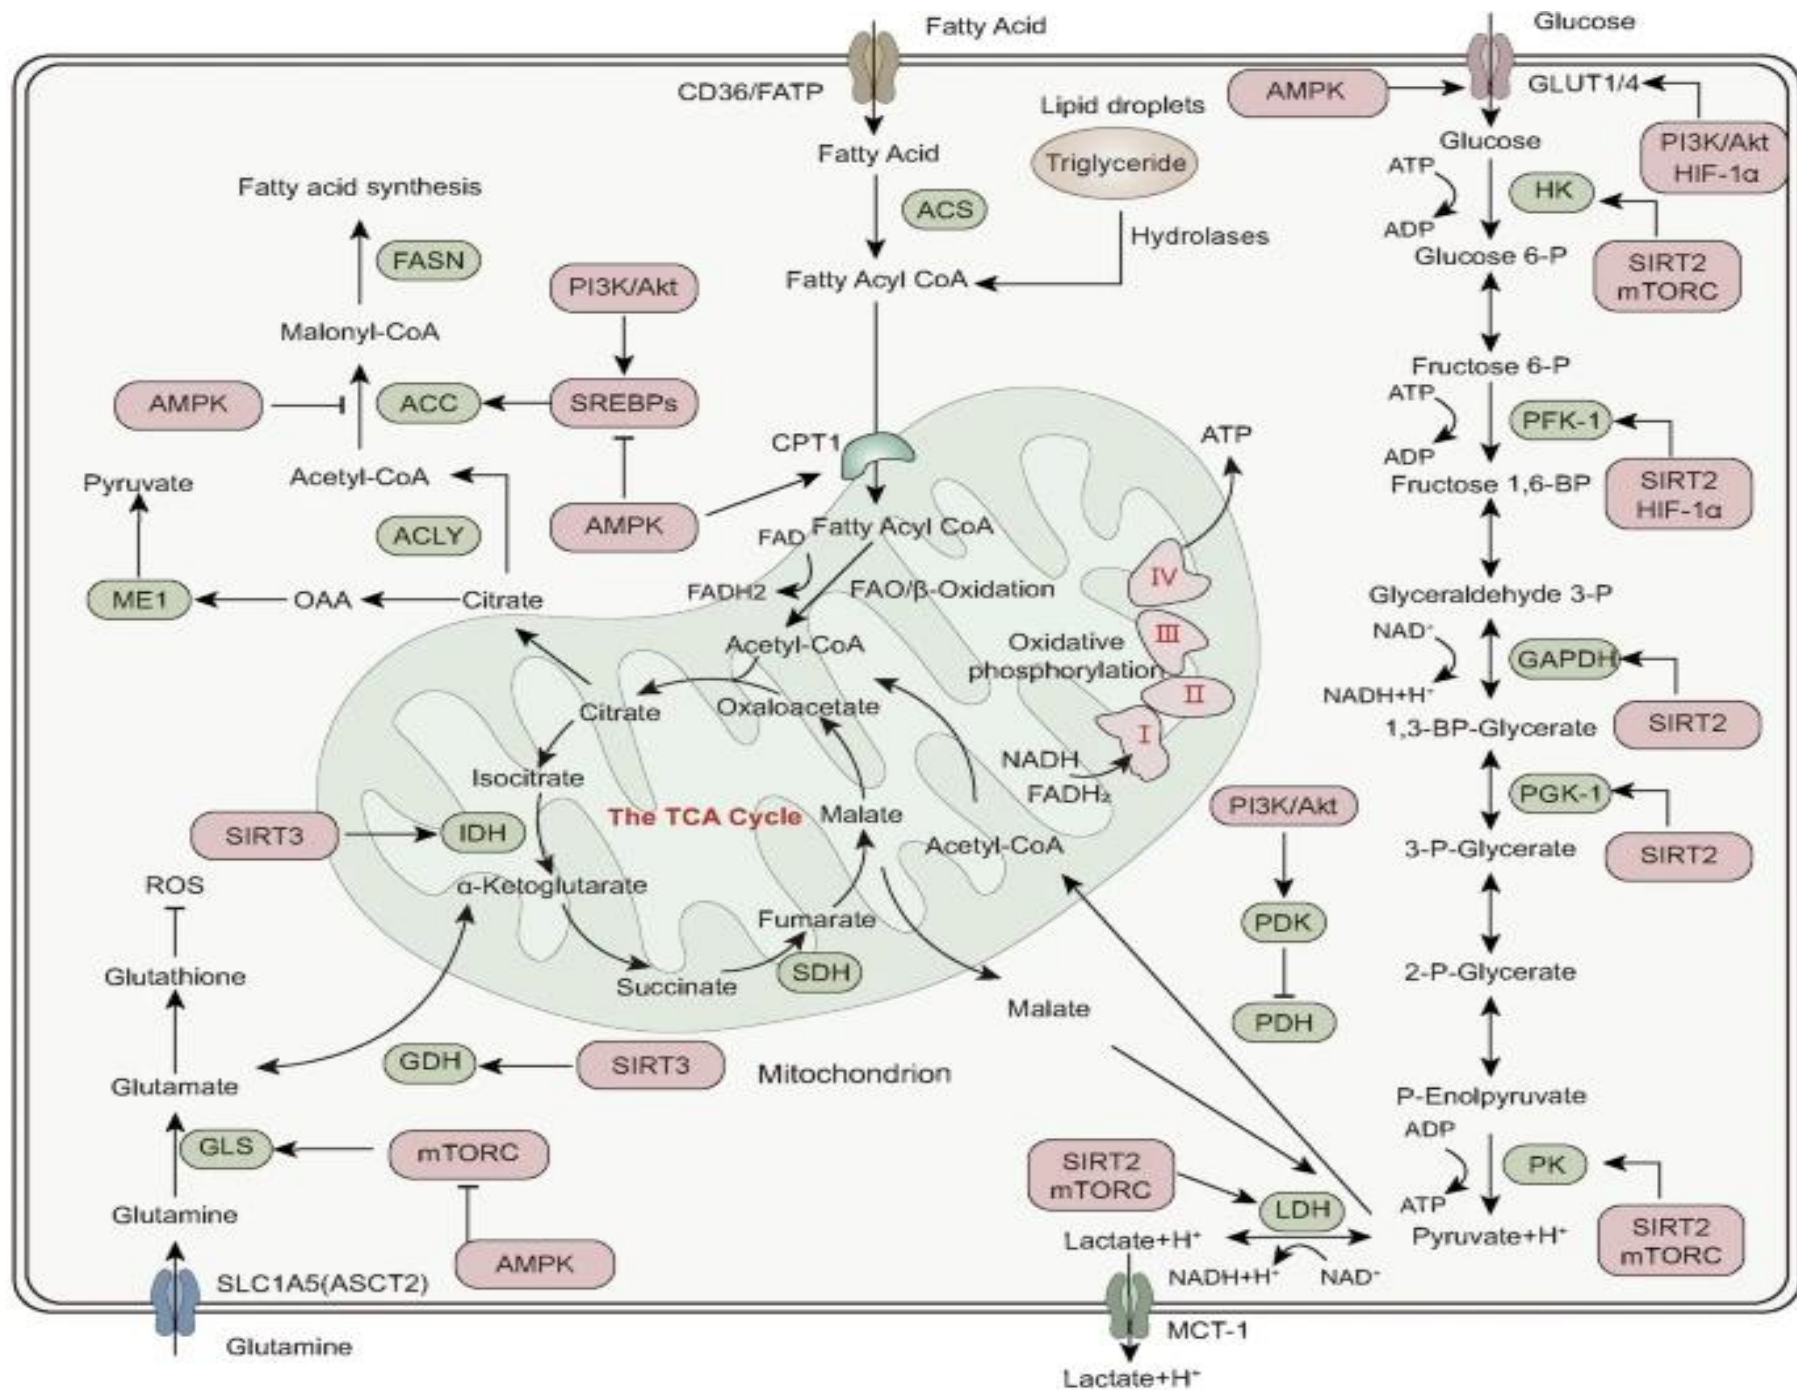 Fatty Acid
Glucose
CD36/FATP
Lipid droplets
AMPK
GLUT1/4
Fatty Acid
Triglyceride
Glucose
PI3K/Akt
HIF-1α
ATP
HK
ADP
Glucose 6-P
SIRT2
mTORC
Fatty acid synthesis
ACS
Hydrolases
FASN
PI3K/Akt
Fatty Acyl CoA
Malonyl-CoA
Fructose 6-P
AMPK
ACC
SREBPs
ATP
PFK-1
ADP
Fructose 1,6-BP
SIRT2
HIF-1α
CPT1
ATP
Pyruvate
Acetyl-CoA
ACLY
AMPK
FAD
Fatty Acyl CoA
FADH2
FAO/β-Oxidation
ME1
OAA
Citrate
IV
III
II
I
Glyceraldehyde 3-P
NAD⁺
GAPDH
NADH+H⁺
1,3-BP-Glycerate
SIRT2
Acetyl-CoA
Oxidative
phosphorylation
Citrate
Oxaloacetate
Isocitrate
NADH
FADH₂
The TCA Cycle
Malate
PI3K/Akt
PGK-1
3-P-Glycerate
SIRT2
SIRT3
IDH
Acetyl-CoA
ROS
α-Ketoglutarate
Fumarate
PDK
Glutathione
Succinate
SDH
2-P-Glycerate
Malate
PDH
GDH
SIRT3
Mitochondrion
Glutamate
P-Enolpyruvate
ADP
PK
ATP
Pyruvate+H⁺
SIRT2
mTORC
GLS
mTORC
SIRT2
mTORC
LDH
Glutamine
Lactate+H⁺
AMPK
NADH+H⁺
NAD⁺
SLC1A5(ASCT2)
MCT-1
Glutamine
Lactate+H⁺